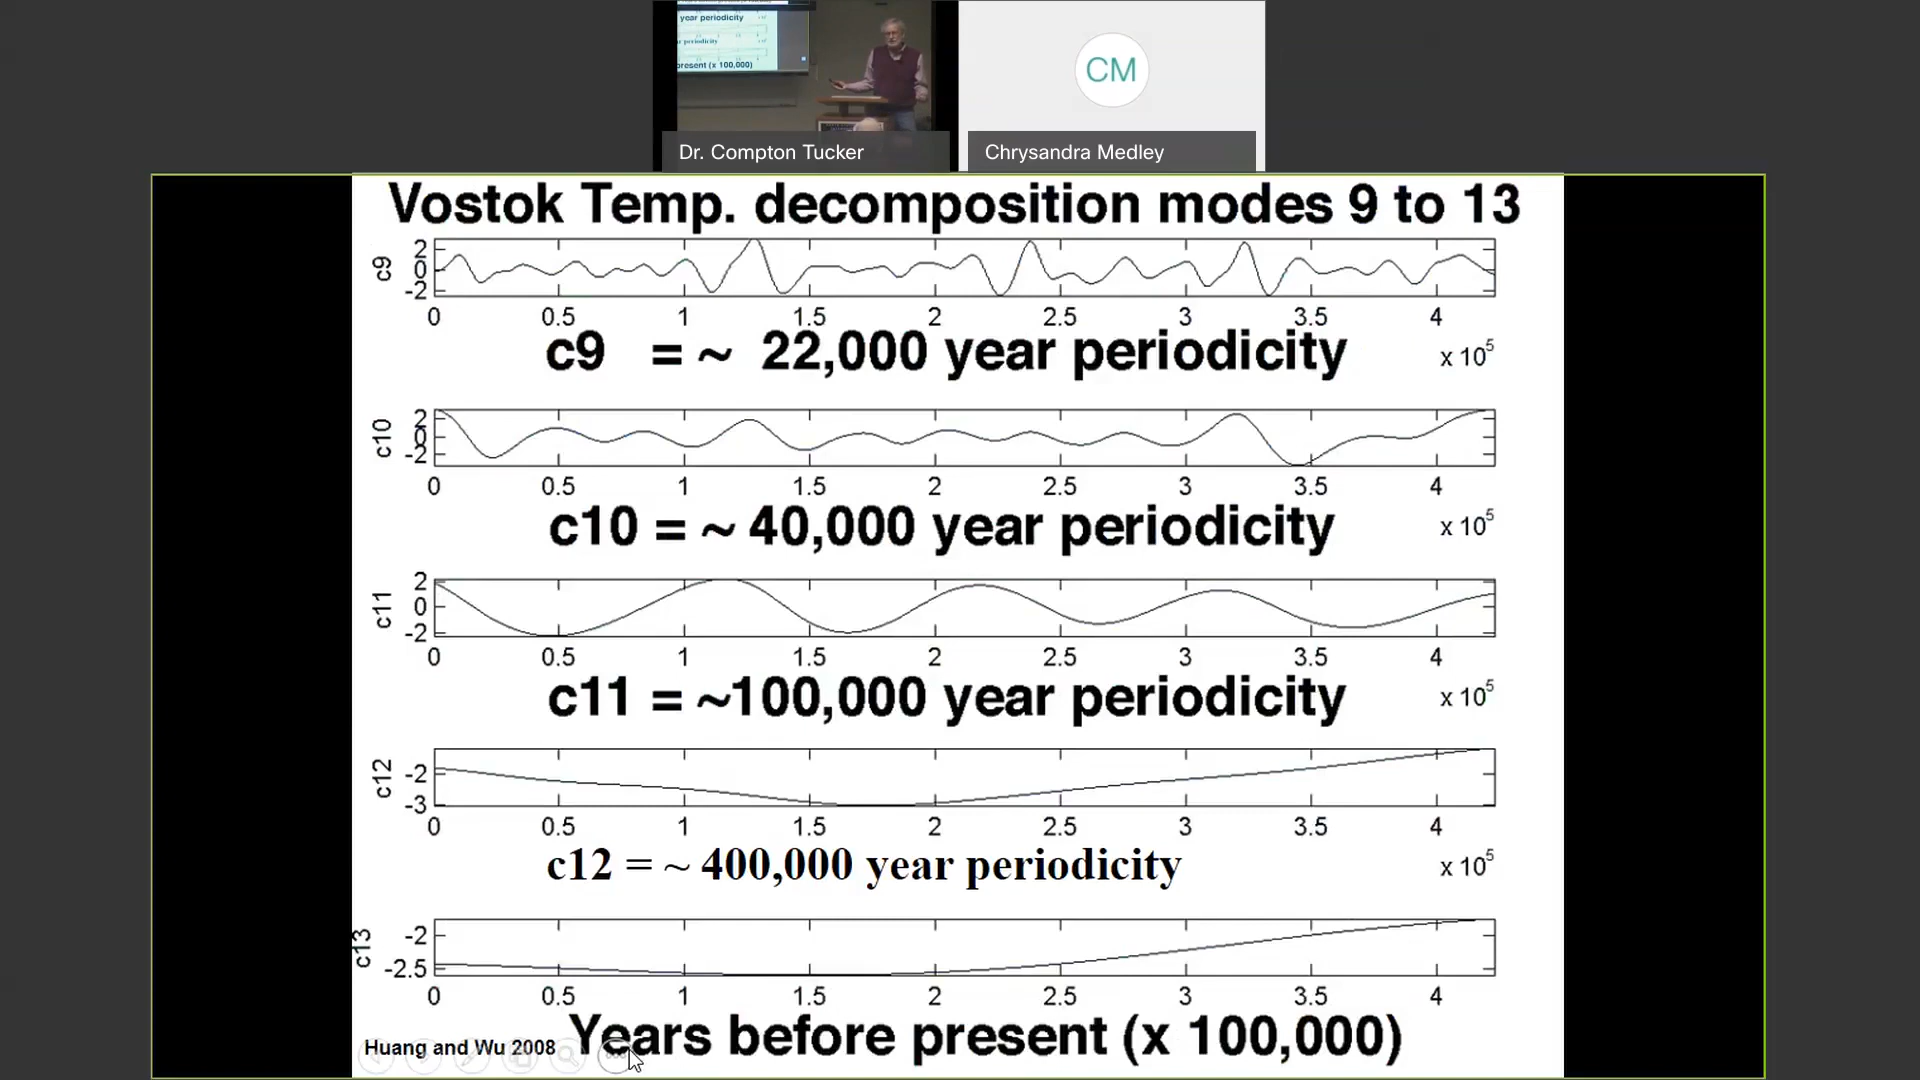 year periodicity
r periodicity
present (x 100,000)
CM
Dr. Compton Tucker
Chrysandra Medley
Vostok Temp. decomposition modes 9 to 13
c9
2
0
-2
0 0.5 1 1.5 2 2.5 3 3.5 4
c9 = ~ 22,000 year periodicity
x 10^5
c10
2
0
-2
0 0.5 1 1.5 2 2.5 3 3.5 4
c10 = ~ 40,000 year periodicity
x 10^5
c11
2
0
-2
0 0.5 1 1.5 2 2.5 3 3.5 4
c11 = ~100,000 year periodicity
x 10^5
c12
-2
-3
0 0.5 1 1.5 2 2.5 3 3.5 4
c12 = ~ 400,000 year periodicity
x 10^5
c13
-2
-2.5
0 0.5 1 1.5 2 2.5 3 3.5 4
Years before present (x 100,000)
Huang and Wu 2008